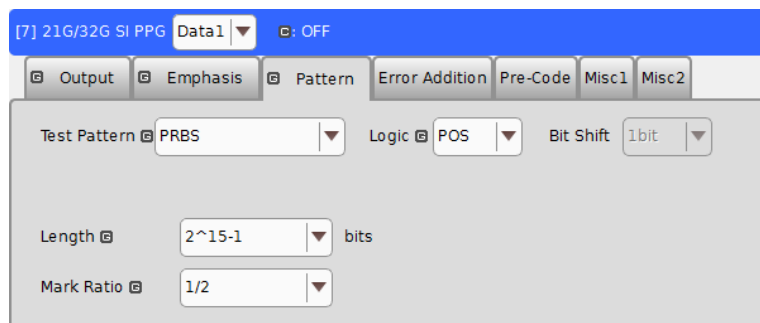 [7] 21G/32G SI PPG Data1 C: OFF
G Output G Emphasis G Pattern Error Addition Pre-Code Misc1 Misc2
Test Pattern G PRBS Logic G POS Bit Shift 1bit
Length G 2^15-1 bits
Mark Ratio G 1/2